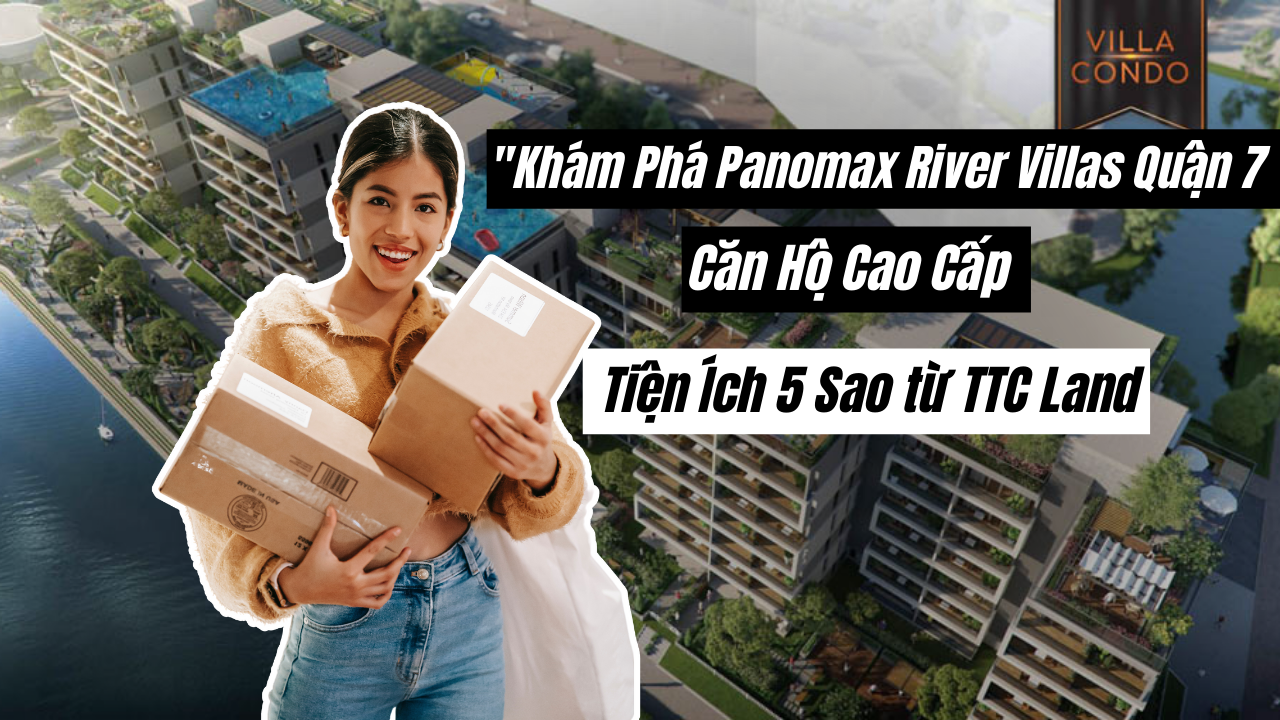 VILLA
CONDO
"Khám Phá Panomax River Villas Quận 7
Căn Hộ Cao Cấp
Tiện Ích 5 Sao từ TTC Land